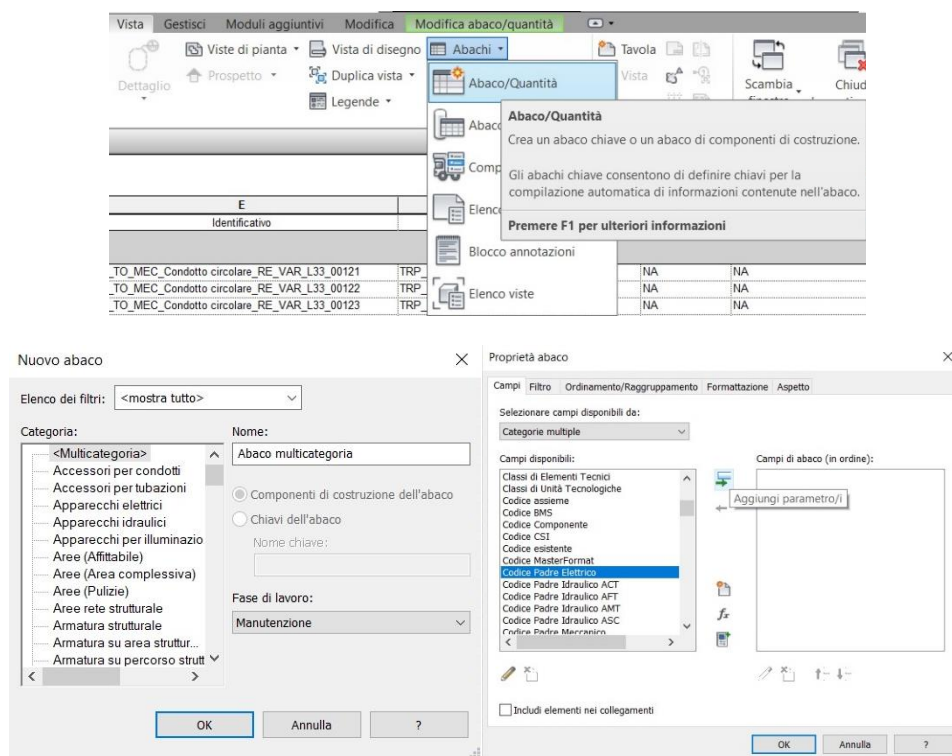 Vista Gestisci Moduli aggiuntivi Modifica Modifica abaco/quantità
Viste di pianta Vista di disegno Abachi Tavola
Dettaglio Prospetto Duplica vista Abaco/Quantità Vista Scambia Chiud
Legende
Abaco/Quantità
Crea un abaco chiave o un abaco di componenti di costruzione.
Gli abachi chiave consentono di definire chiavi per la
compilazione automatica di informazioni contenute nell'abaco.
Premere F1 per ulteriori informazioni
Abaco
Comp
Elenco
Blocco annotazioni
Elenco viste
E
Identificativo
_TO_MEC_Condotto circolare_RE_VAR_L33_00121 TRP_ NA NA
_TO_MEC_Condotto circolare_RE_VAR_L33_00122 TRP_ NA NA
_TO_MEC_Condotto circolare_RE_VAR_L33_00123 TRP_ NA NA
Nuovo abaco
Elenco dei filtri: <mostra tutto>
Categoria:
<Multicategoria>
Accessori per condotti
Accessori per tubazioni
Apparecchi elettrici
Apparecchi idraulici
Apparecchi per illuminazio
Aree (Affittabile)
Aree (Area complessiva)
Aree (Pulizie)
Aree rete strutturale
Armatura strutturale
Armatura su area struttur...
Armatura su percorso strutt
Nome:
Abaco multicategoria
Componenti di costruzione dell'abaco
Chiavi dell'abaco
Nome chiave:
Fase di lavoro:
Manutenzione
OK Annulla ?
Proprietà abaco
Campi Filtro Ordinamento/Raggruppamento Formattazione Aspetto
Selezionare campi disponibili da:
Categorie multiple
Campi disponibili:
Classi di Elementi Tecnici
Classi di Unità Tecnologiche
Codice assieme
Codice BMS
Codice Componente
Codice CSI
Codice esistente
Codice MasterFormat
Codice Padre Elettrico
Codice Padre Idraulico ACT
Codice Padre Idraulico AFT
Codice Padre Idraulico AMT
Codice Padre Idraulico ASC
Codice Padre Meccanico
Campi di abaco (in ordine):
Aggiungi parametro/i
fx
Includi elementi nei collegamenti
OK Annulla ?